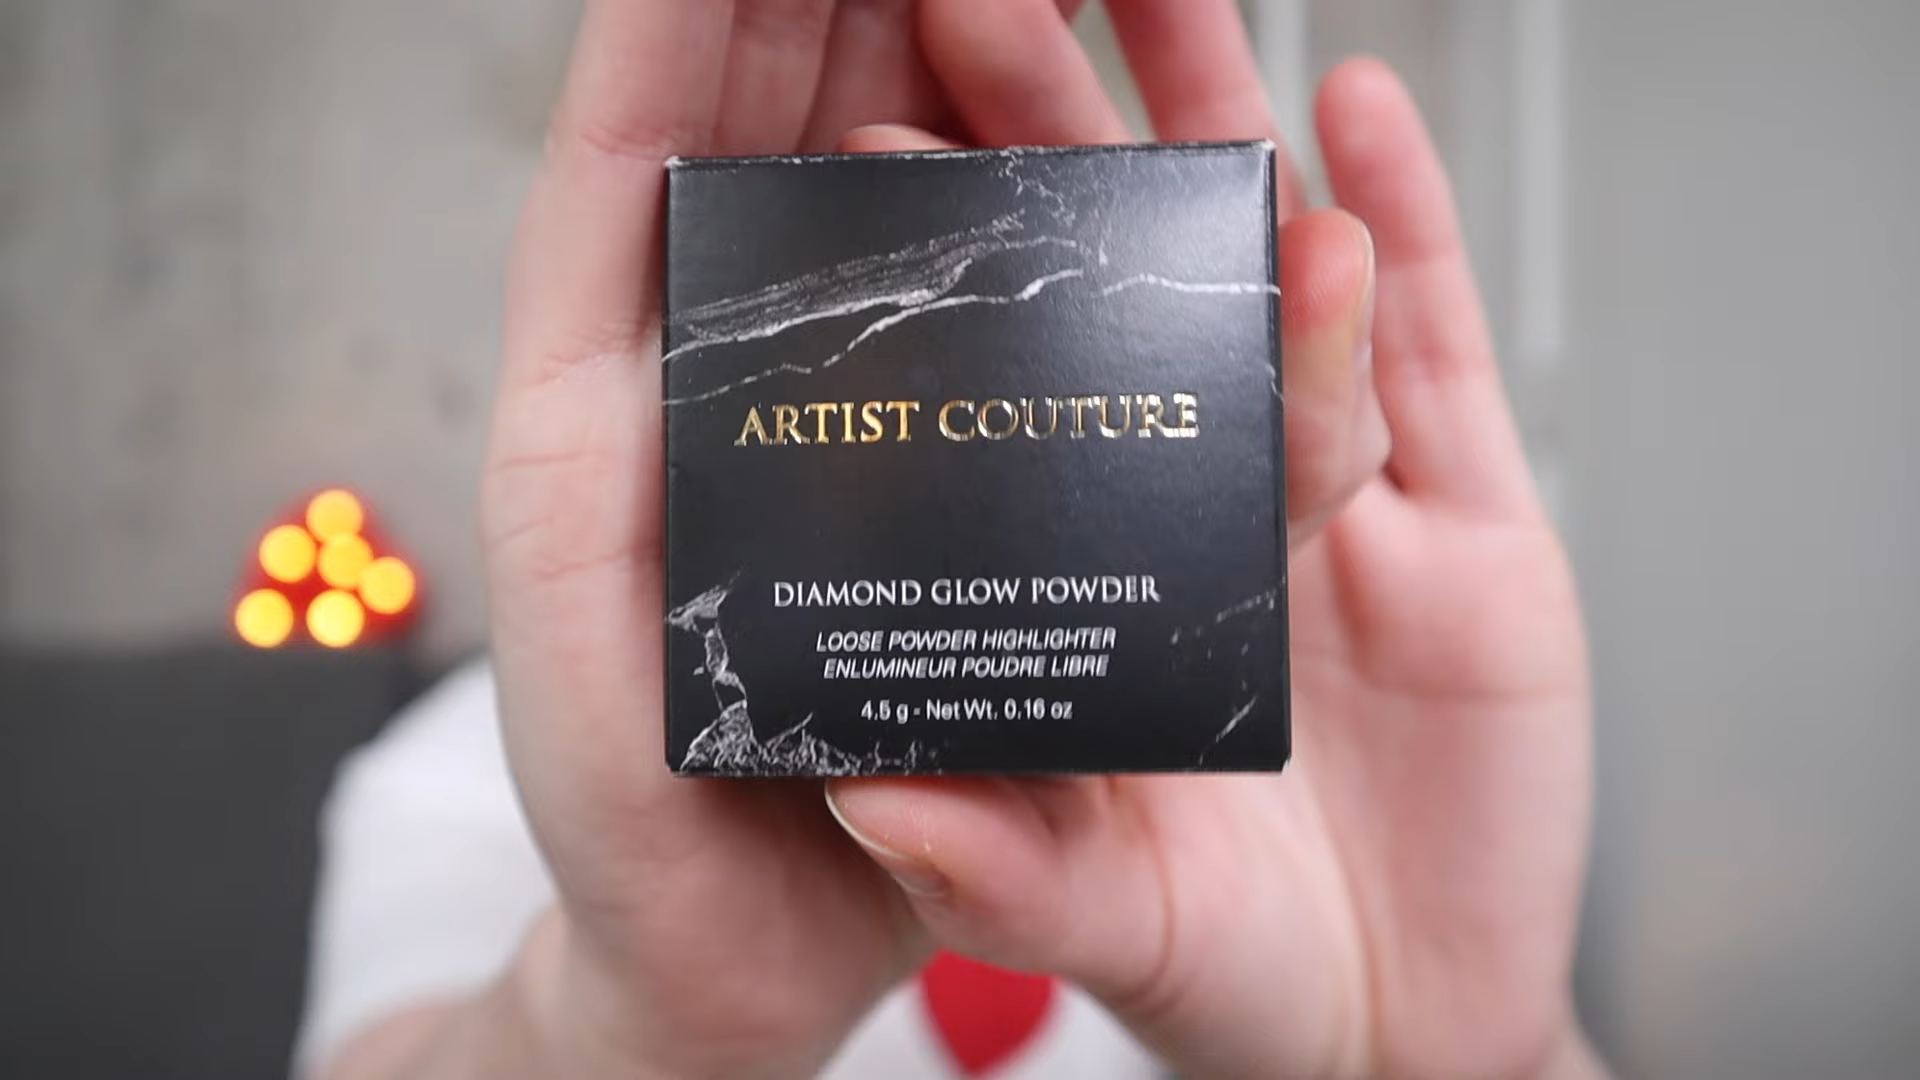 ARTIST COUTURE
DIAMOND GLOW POWDER
LOOSE POWDER HIGHLIGHTER
ENLUMINEUR POUDRE LIBRE
4.5 g - Net Wt. 0.16 oz